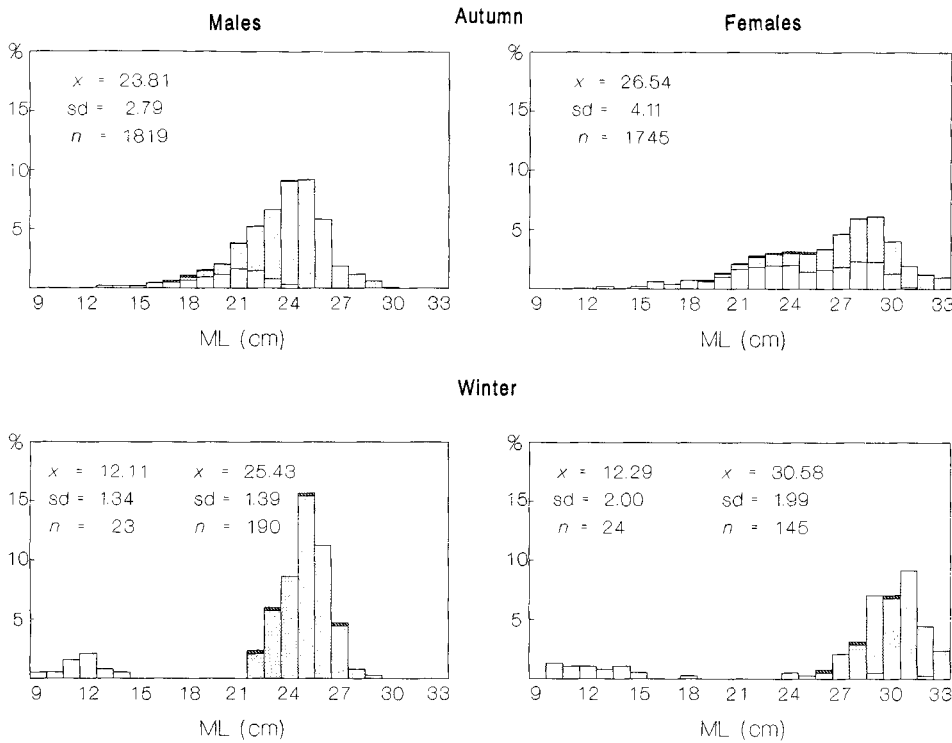 Autumn
Males
Females
%
15
10
5
x = 23.81
sd = 2.79
n = 1819
9 12 15 18 21 24 27 30 33
ML (cm)
%
15
10
5
x = 26.54
sd = 4.11
n = 1745
9 12 15 18 21 24 27 30 33
ML (cm)
Winter
%
15
10
5
x = 12.11 x = 25.43
sd = 1.34 sd = 1.39
n = 23 n = 190
9 12 15 18 21 24 27 30 33
ML (cm)
%
15
10
5
x = 12.29 x = 30.58
sd = 2.00 sd = 1.99
n = 24 n = 145
9 12 15 18 21 24 27 30 33
ML (cm)